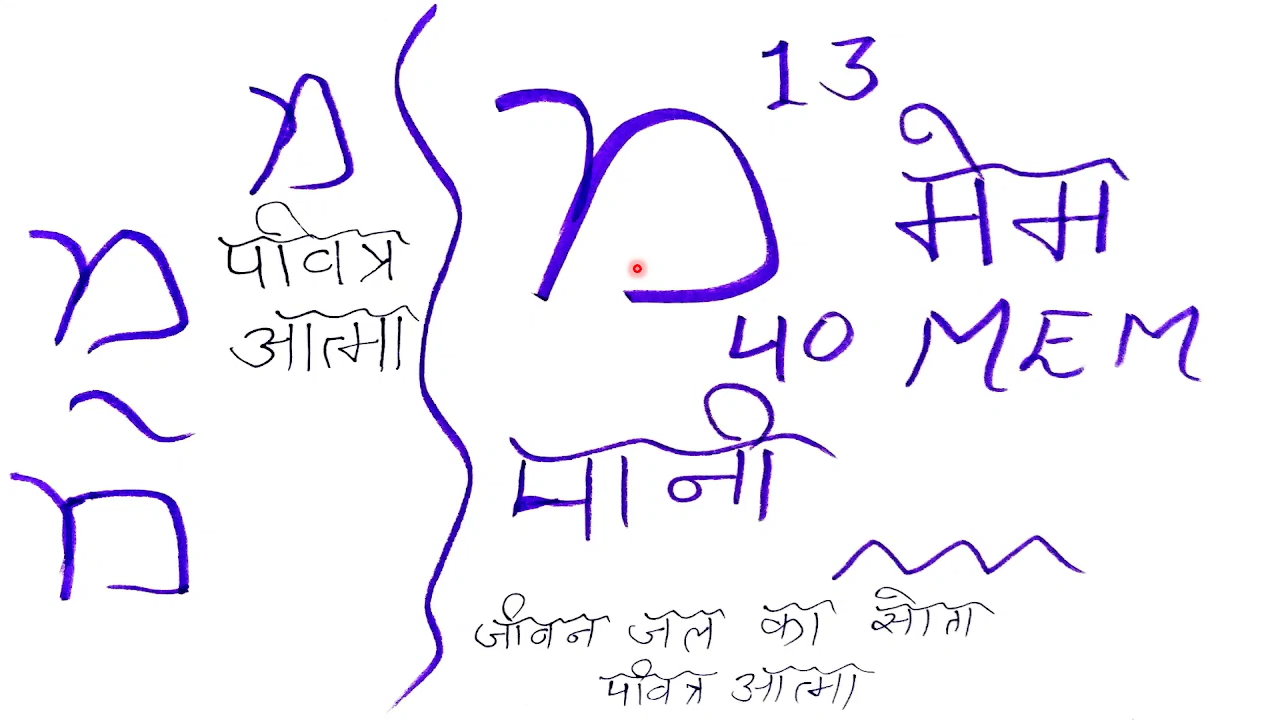 מ
पवित्र
आत्मा
מ
מ
מ
13
मेम
40 MEM
पानी
जीवन जल का सोता
पवित्र आत्मा